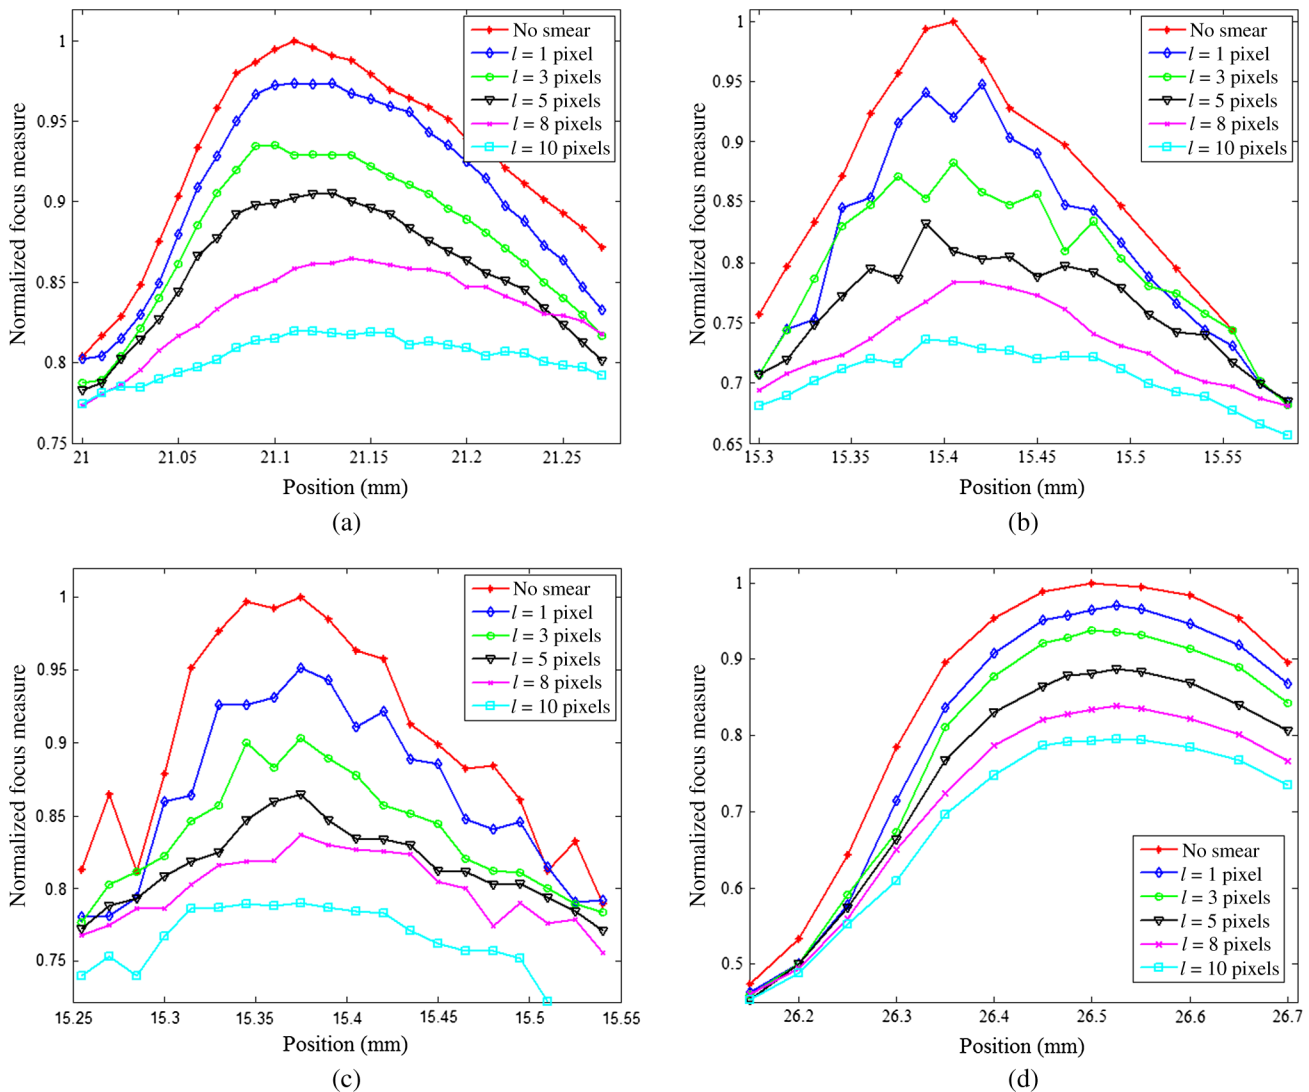 No smear
l = 1 pixel
l = 3 pixels
l = 5 pixels
l = 8 pixels
l = 10 pixels
Normalized focus measure
1
0.95
0.9
0.85
0.8
0.75
21
21.05
21.1
21.15
21.2
21.25
Position (mm)
(a)
No smear
l = 1 pixel
l = 3 pixels
l = 5 pixels
l = 8 pixels
l = 10 pixels
Normalized focus measure
1
0.95
0.9
0.85
0.8
0.75
0.7
0.65
15.3
15.35
15.4
15.45
15.5
15.55
Position (mm)
(b)
No smear
l = 1 pixel
l = 3 pixels
l = 5 pixels
l = 8 pixels
l = 10 pixels
Normalized focus measure
1
0.95
0.9
0.85
0.8
0.75
15.25
15.3
15.35
15.4
15.45
15.5
15.55
Position (mm)
(c)
Normalized focus measure
1
0.9
0.8
0.7
0.6
0.5
No smear
l = 1 pixel
l = 3 pixels
l = 5 pixels
l = 8 pixels
l = 10 pixels
26.2
26.3
26.4
26.5
26.6
26.7
Position (mm)
(d)